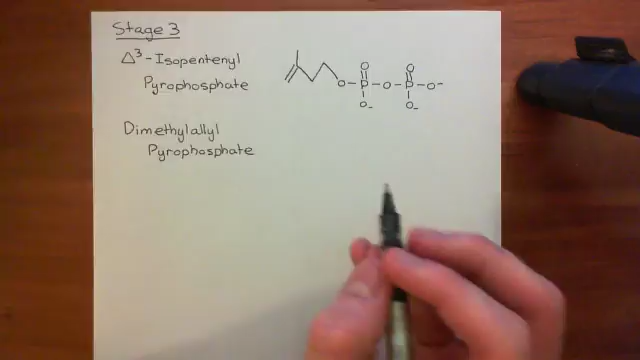 Stage 3
Δ³-Isopentenyl
Pyrophosphate
O O
O-P-O-P-O-
O- O-
Dimethylallyl
Pyrophosphate